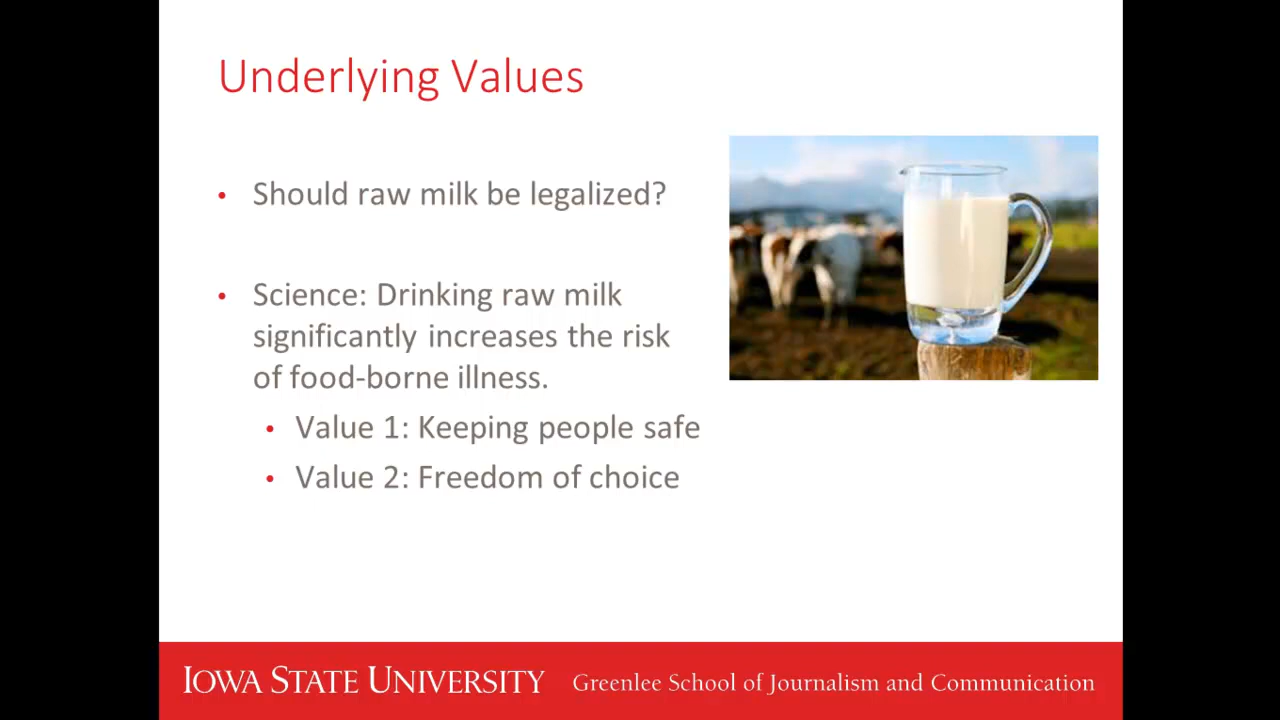 Underlying Values
• Should raw milk be legalized?
• Science: Drinking raw milk
significantly increases the risk
of food-borne illness.
• Value 1: Keeping people safe
• Value 2: Freedom of choice
IOWA STATE UNIVERSITY Greenlee School of Journalism and Communication